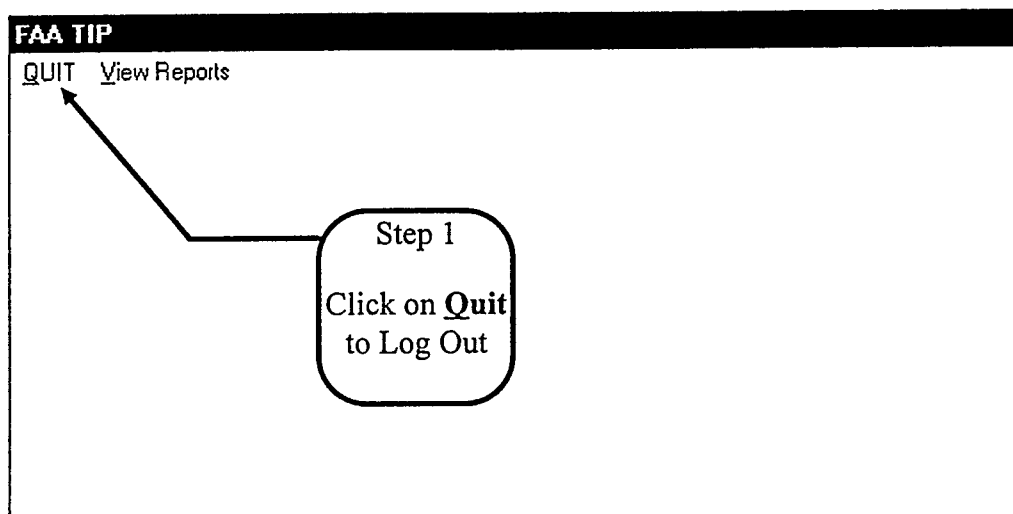 FAA TIP
QUIT View Reports
Step 1
Click on Quit
to Log Out